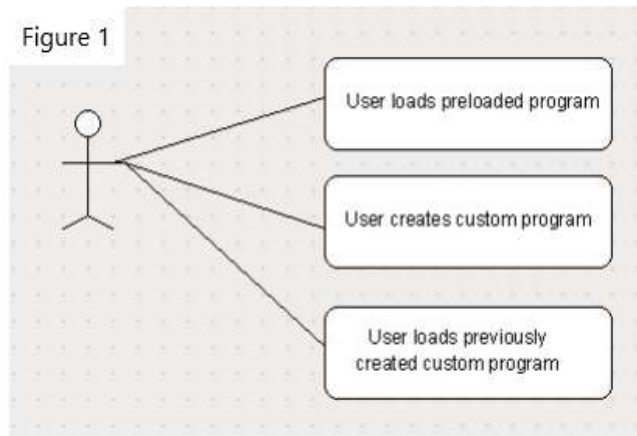 Figure 1
User loads preloaded program
User creates custom program
User loads previously
created custom program